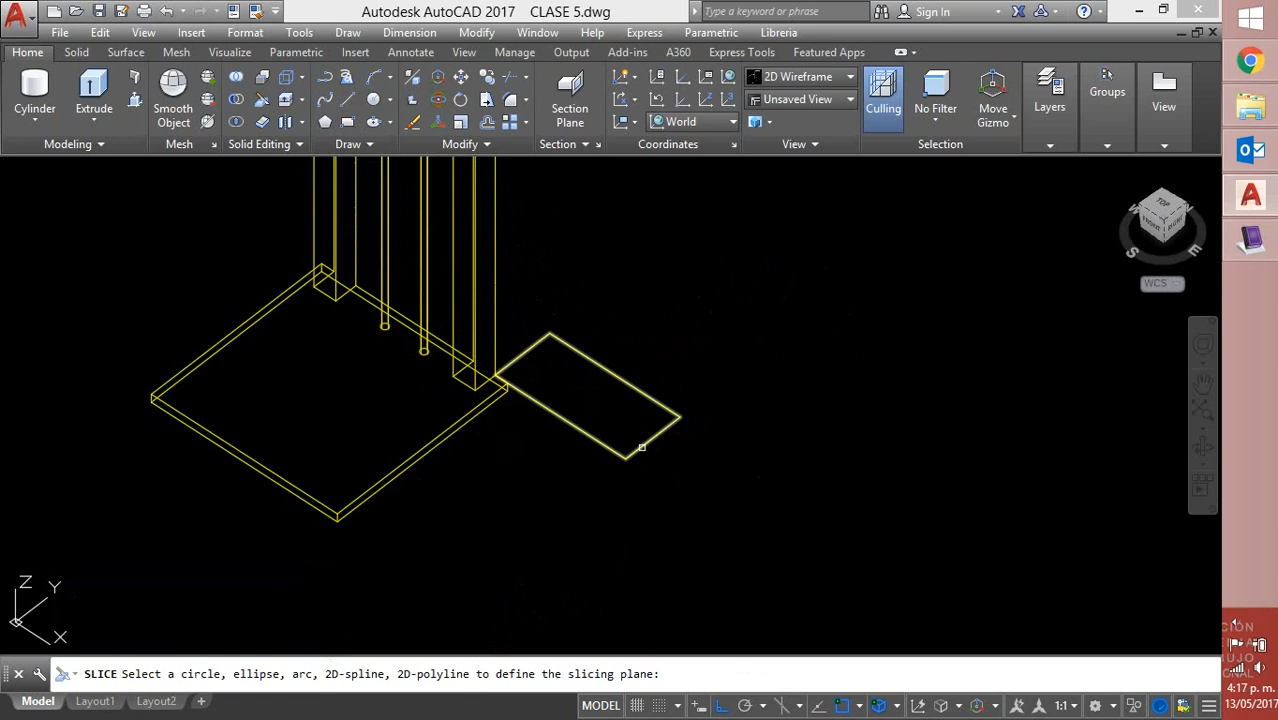 Autodesk AutoCAD 2017 CLASE 5.dwg
Type a keyword or phrase
Sign In
File Edit View Insert Format Tools Draw Dimension Modify Window Help Express Parametric Libreria
Home Solid Surface Mesh Visualize Parametric Insert Annotate View Manage Output Add-ins A360 Express Tools Featured Apps
2D Wireframe
Unsaved View
World
Cylinder
Extrude
Smooth
Object
Section
Plane
Culling
No Filter
Move
Gizmo
Layers
Groups
View
Modeling
Mesh
Solid Editing
Draw
Modify
Section
Coordinates
View
Selection
TOP
FRONT
RIGHT
W
N
S
E
WCS
Z
Y
X
SLICE Select a circle, ellipse, arc, 2D-spline, 2D-polyline to define the slicing plane:
Model Layout1 Layout2 +
MODEL
1:1
4:17 p. m.
13/05/2017